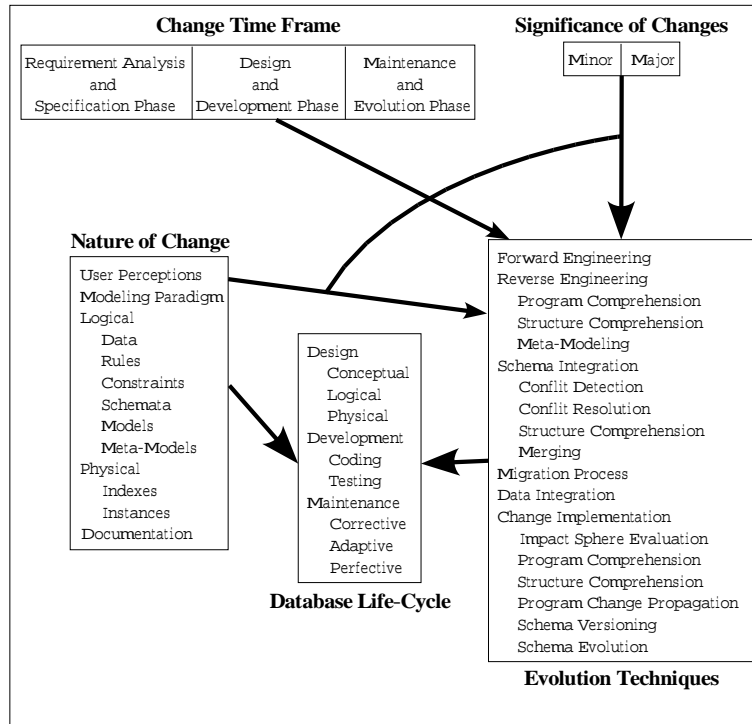 Change Time Frame
Requirement Analysis
and
Specification Phase
Design
and
Development Phase
Maintenance
and
Evolution Phase
Significance of Changes
Minor
Major
Nature of Change
User Perceptions
Modeling Paradigm
Logical
Data
Rules
Constraints
Schemata
Models
Meta-Models
Physical
Indexes
Instances
Documentation
Design
Conceptual
Logical
Physical
Development
Coding
Testing
Maintenance
Corrective
Adaptive
Perfective
Database Life-Cycle
Forward Engineering
Reverse Engineering
Program Comprehension
Structure Comprehension
Meta-Modeling
Schema Integration
Conflit Detection
Conflit Resolution
Structure Comprehension
Merging
Migration Process
Data Integration
Change Implementation
Impact Sphere Evaluation
Program Comprehension
Structure Comprehension
Program Change Propagation
Schema Versioning
Schema Evolution
Evolution Techniques